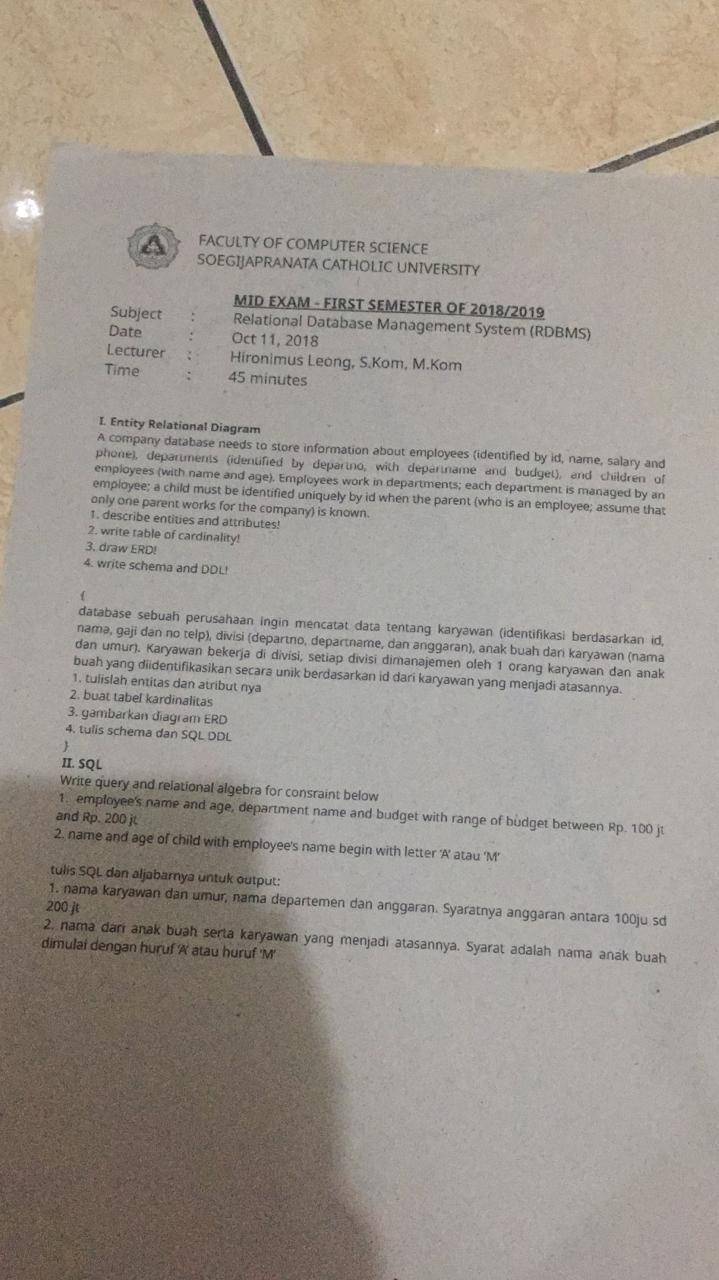 FACULTY OF COMPUTER SCIENCE
SOEGIJAPRANATA CATHOLIC UNIVERSITY
MID EXAM - FIRST SEMESTER OF 2018/2019
Subject : Relational Database Management System (RDBMS)
Date : Oct 11, 2018
Lecturer : Hironimus Leong, S.Kom, M.Kom
Time : 45 minutes
I. Entity Relational Diagram
A company database needs to store information about employees (identified by id, name, salary and
phone), departments (identified by departno, with departname and budget), and children of
employees (with name and age). Employees work in departments; each department is managed by an
employee; a child must be identified uniquely by id when the parent (who is an employee; assume that
only one parent works for the company) is known.
1. describe entities and attributes!
2. write table of cardinality!
3. draw ERD!
4. write schema and DDL!
{
database sebuah perusahaan ingin mencatat data tentang karyawan (identifikasi berdasarkan id,
nama, gaji dan no telp), divisi (departno, departname, dan anggaran), anak buah dari karyawan (nama
dan umur). Karyawan bekerja di divisi, setiap divisi dimanajemen oleh 1 orang karyawan dan anak
buah yang diidentifikasikan secara unik berdasarkan id dari karyawan yang menjadi atasannya.
1. tulislah entitas dan atribut nya
2. buat tabel kardinalitas
3. gambarkan diagram ERD
4. tulis schema dan SQL DDL
}
II. SQL
Write query and relational algebra for consraint below
1. employee's name and age, department name and budget with range of budget between Rp. 100 jt
and Rp. 200 jt
2. name and age of child with employee's name begin with letter 'A' atau 'M'
tulis SQL dan aljabarnya untuk output:
1. nama karyawan dan umur, nama departemen dan anggaran. Syaratnya anggaran antara 100ju sd
200 jt
2. nama dari anak buah serta karyawan yang menjadi atasannya. Syarat adalah nama anak buah
dimulai dengan huruf 'A' atau huruf 'M'